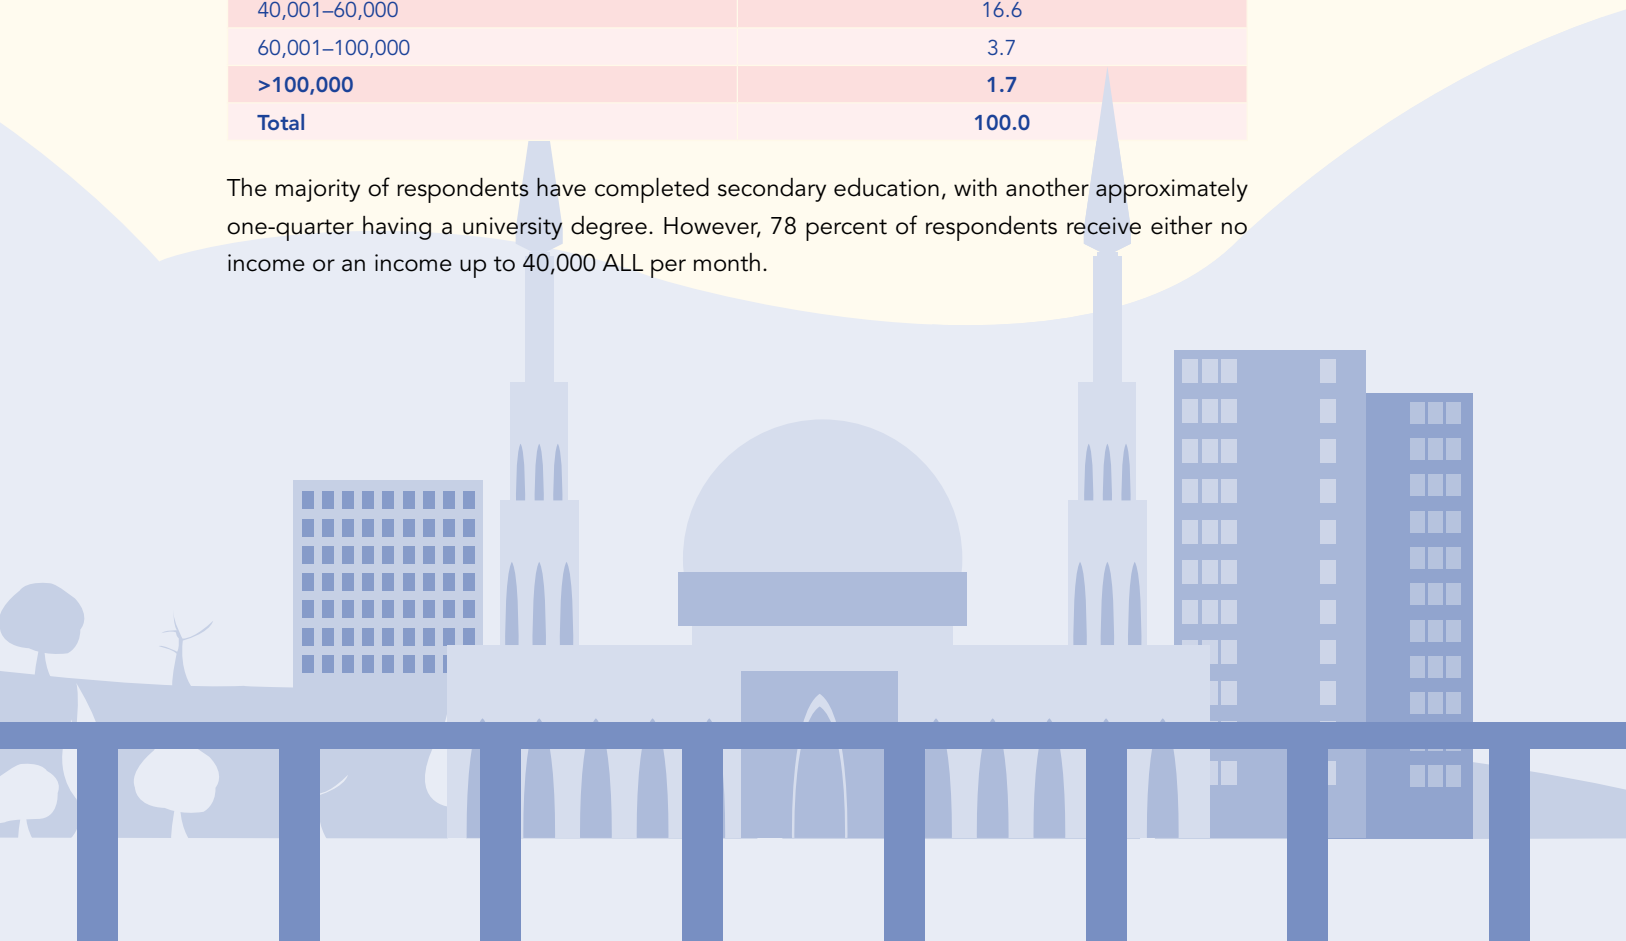 40,001–60,000 16.6
60,001–100,000 3.7
>100,000 1.7
Total 100.0
The majority of respondents have completed secondary education, with another approximately
one-quarter having a university degree. However, 78 percent of respondents receive either no
income or an income up to 40,000 ALL per month.